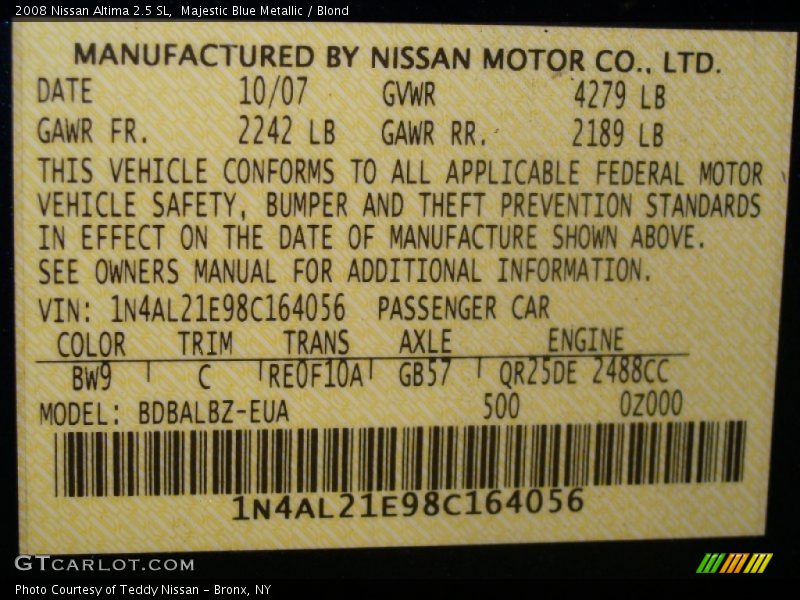 2008 Nissan Altima 2.5 SL,  Majestic Blue Metallic / Blond
MANUFACTURED BY NISSAN MOTOR CO., LTD.
DATE 10/07 GVWR 4279 LB
GAWR FR. 2242 LB GAWR RR. 2189 LB
THIS VEHICLE CONFORMS TO ALL APPLICABLE FEDERAL MOTOR
VEHICLE SAFETY, BUMPER AND THEFT PREVENTION STANDARDS
IN EFFECT ON THE DATE OF MANUFACTURE SHOWN ABOVE.
SEE OWNERS MANUAL FOR ADDITIONAL INFORMATION.
VIN: 1N4AL21E98C164056 PASSENGER CAR
COLOR TRIM TRANS AXLE ENGINE
BW9 C RE0F10A GB57 QR25DE 2488CC
MODEL: BDBALBZ-EUA 500 0Z000
1N4AL21E98C164056
GTCARLOT.COM
Photo Courtesy of Teddy Nissan - Bronx, NY